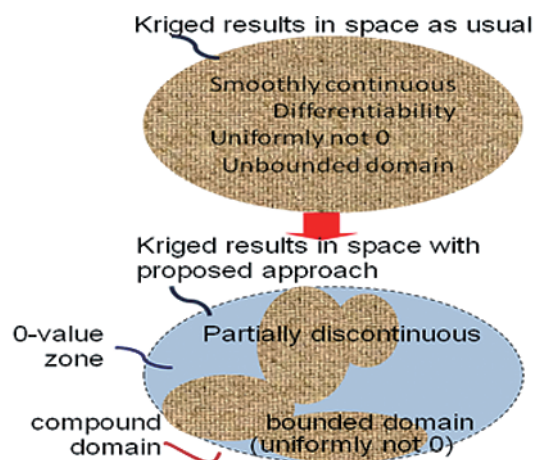 Kriged results in space as usual
Smoothly continuous
Differentiability
Uniformly not 0
Unbounded domain
Kriged results in space with
proposed approach
Partially discontinuous
0-value
zone
compound
domain
bounded domain
(uniformly not 0)